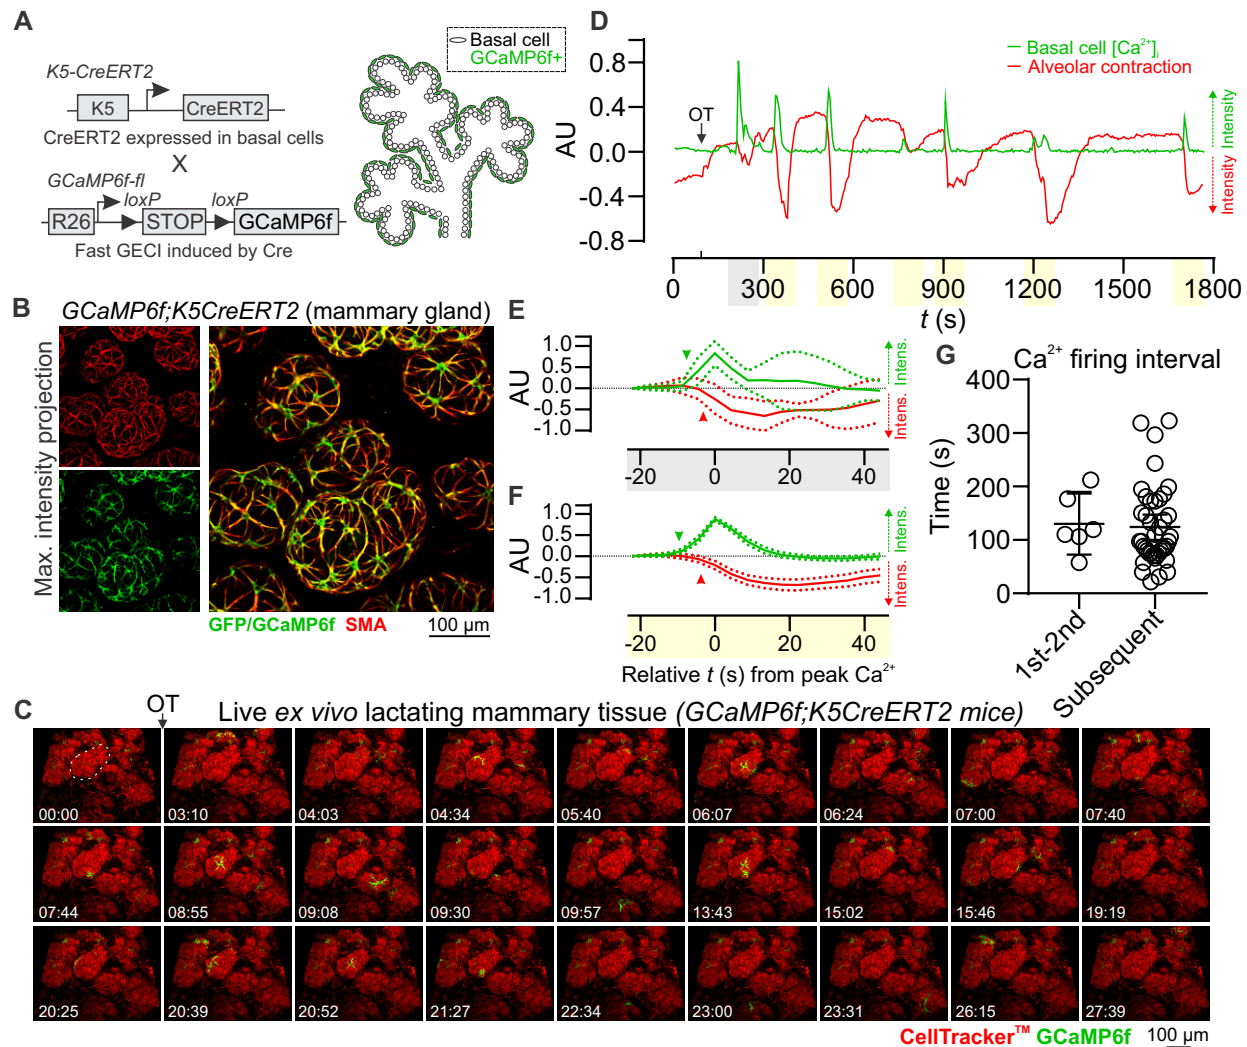 A
K5-CreERT2
K5
CreERT2
CreERT2 expressed in basal cells
X
GCaMP6f-fl
loxP
loxP
R26
STOP
GCaMP6f
Fast GECI induced by Cre
Basal cell
GCaMP6f+
B
GCaMP6f;K5CreERT2 (mammary gland)
Max. intensity projection
GFP/GCaMP6f SMA
100 µm
D
Basal cell [Ca²⁺]ᵢ
Alveolar contraction
OT
AU
0.8
0.4
0.0
-0.4
-0.8
Intensity
Intensity
0 300 600 900 1200 1500 1800
t (s)
E
AU
1.0
0.5
0.0
-0.5
-1.0
Intens.
Intens.
-20 0 20 40
F
AU
1.0
0.5
0.0
-0.5
-1.0
Intens.
Intens.
-20 0 20 40
Relative t (s) from peak Ca²⁺
G
Ca²⁺ firing interval
Time (s)
400
300
200
100
0
1st-2nd
Subsequent
C
OT
Live ex vivo lactating mammary tissue (GCaMP6f;K5CreERT2 mice)
00:00 03:10 04:03 04:34 05:40 06:07 06:24 07:00 07:40
07:44 08:55 09:08 09:30 09:57 13:43 15:02 15:46 19:19
20:25 20:39 20:52 21:27 22:34 23:00 23:31 26:15 27:39
CellTracker™ GCaMP6f
100 µm